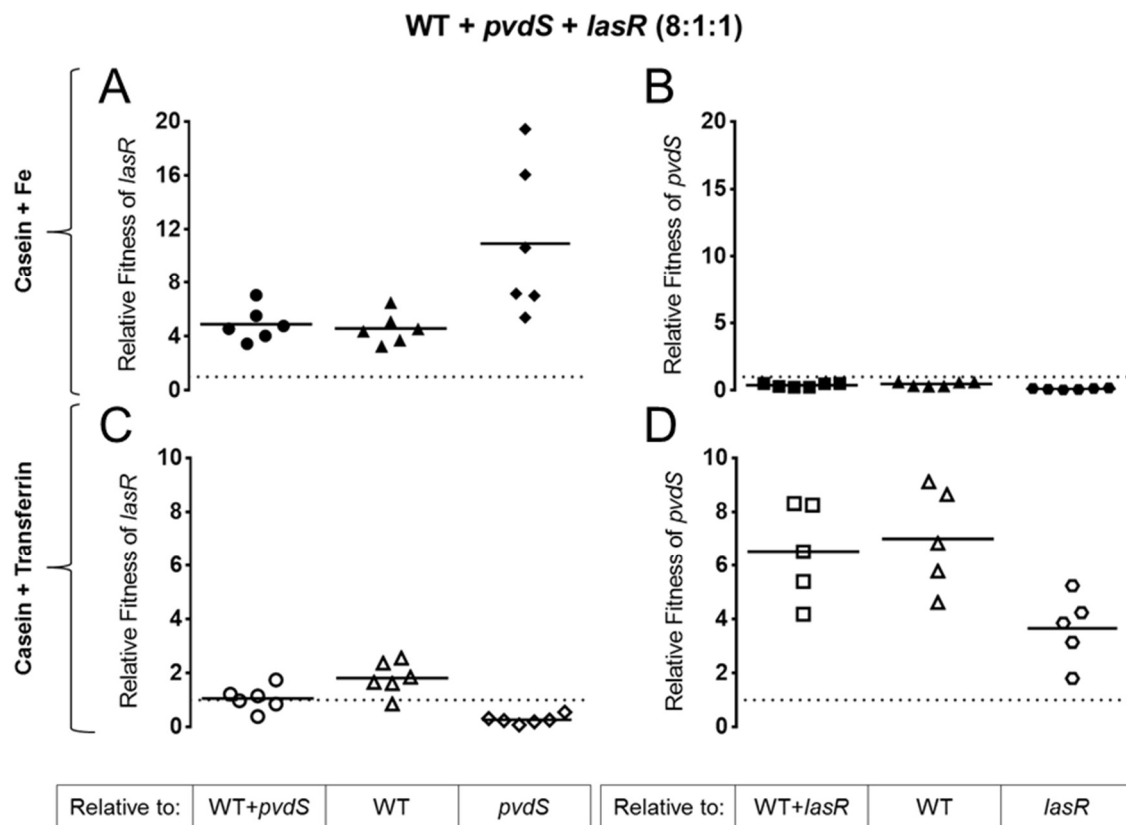 WT + pvdS + lasR (8:1:1)
Casein + Fe
A
Relative Fitness of lasR
20
16
12
8
4
0
B
Relative Fitness of pvdS
20
15
10
5
0
Casein + Transferrin
C
Relative Fitness of lasR
10
8
6
4
2
0
D
Relative Fitness of pvdS
10
8
6
4
2
0
Relative to: WT+pvdS WT pvdS
Relative to: WT+lasR WT lasR